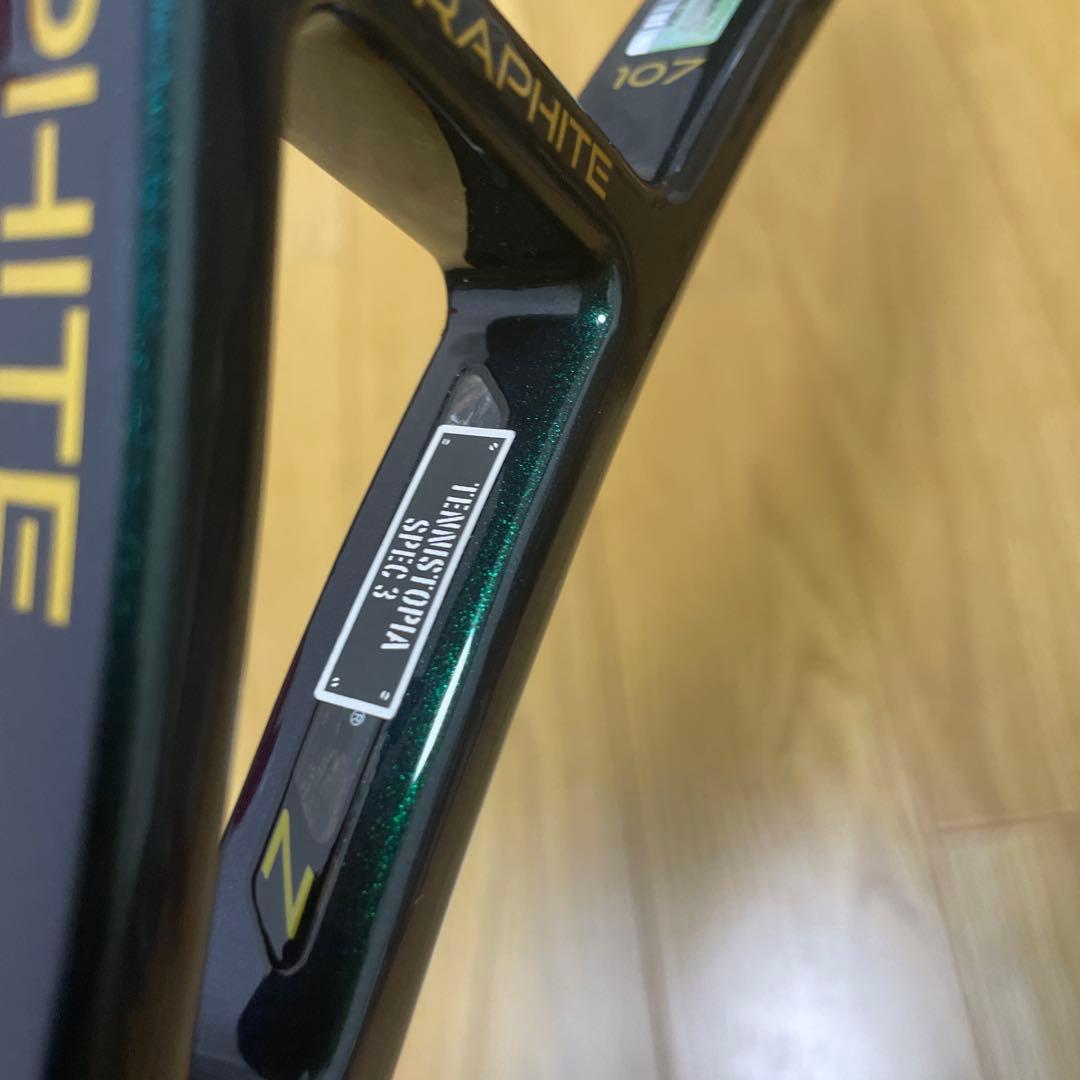 PHITE
RAPHITE
107
TENNISTOPIA
SPEC 3
®
Z